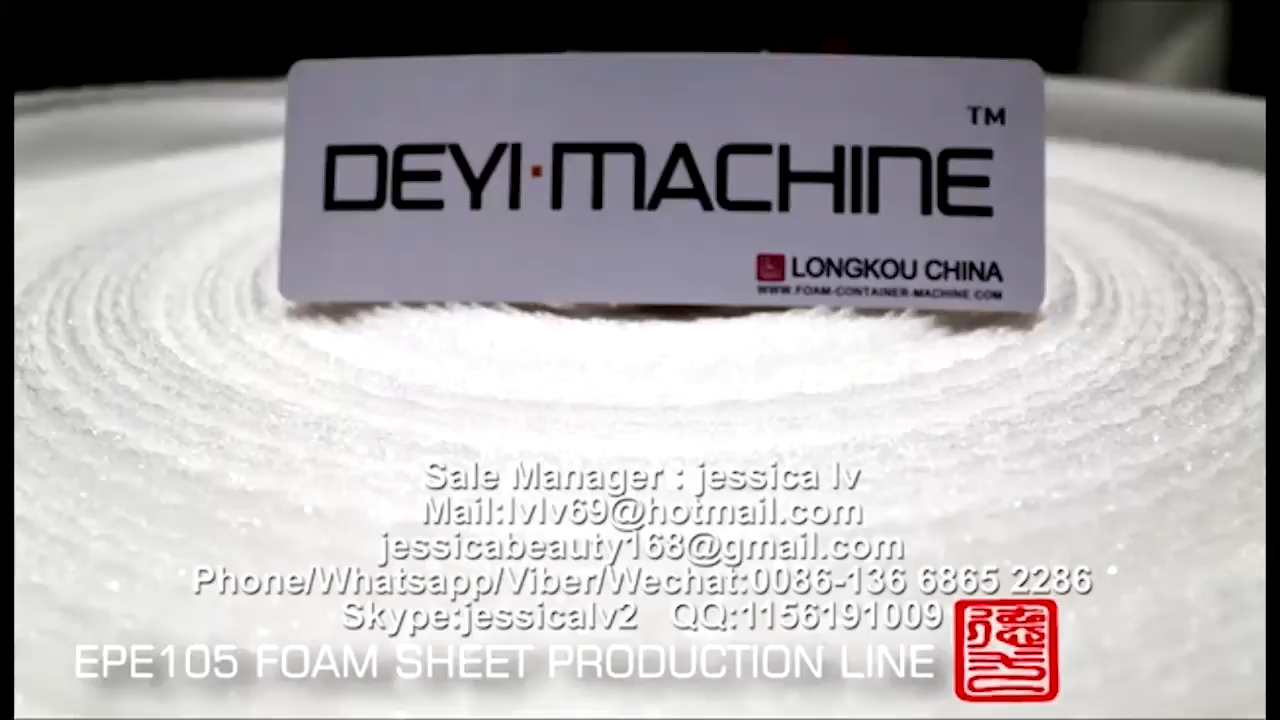 TM
DEYI·MACHINE
LONGKOU CHINA
WWW.FOAM-CONTAINER-MACHINE.COM
Sale Manager : jessica lv
Mail:lvlv69@hotmail.com
jessicabeauty168@gmail.com
Phone/Whatsapp/Viber/Wechat:0086-136 6865 2286
Skype:jessicalv2 QQ:1156191009
EPE105 FOAM SHEET PRODUCTION LINE